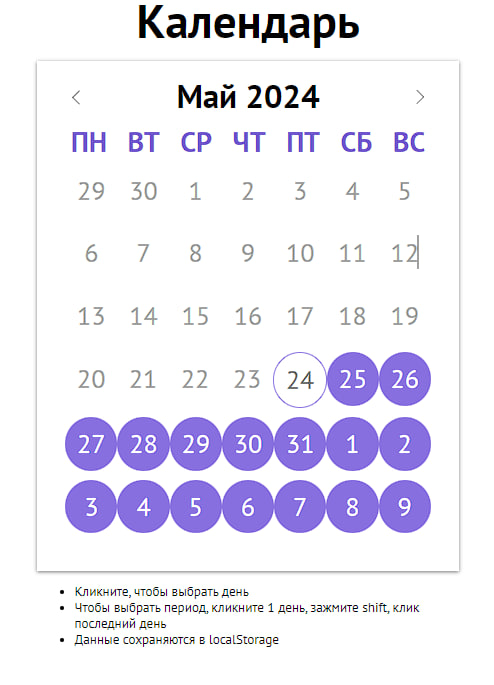 Календарь
Май 2024
ПН ВТ СР ЧТ ПТ СБ ВС
29 30 1 2 3 4 5
6 7 8 9 10 11 12
13 14 15 16 17 18 19
20 21 22 23 24 25 26
27 28 29 30 31 1 2
3 4 5 6 7 8 9
• Кликните, чтобы выбрать день
• Чтобы выбрать период, кликните 1 день, зажмите shift, клик
последний день
• Данные сохраняются в localStorage